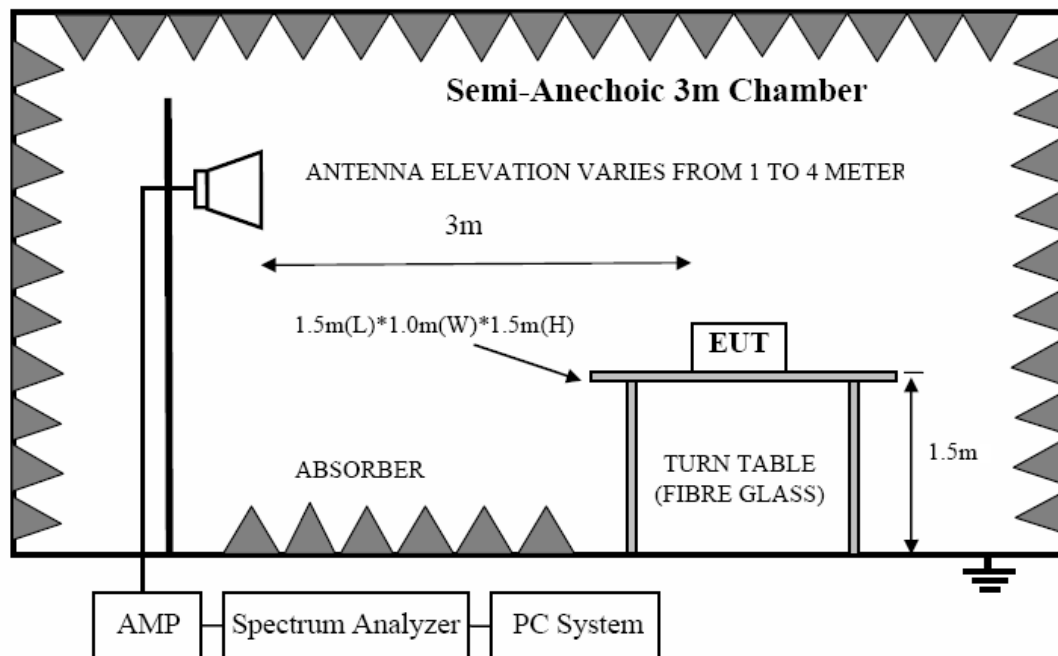 Semi-Anechoic 3m Chamber
ANTENNA ELEVATION VARIES FROM 1 TO 4 METER
3m
1.5m(L)*1.0m(W)*1.5m(H)
EUT
1.5m
ABSORBER
TURN TABLE
(FIBRE GLASS)
AMP
Spectrum Analyzer
PC System